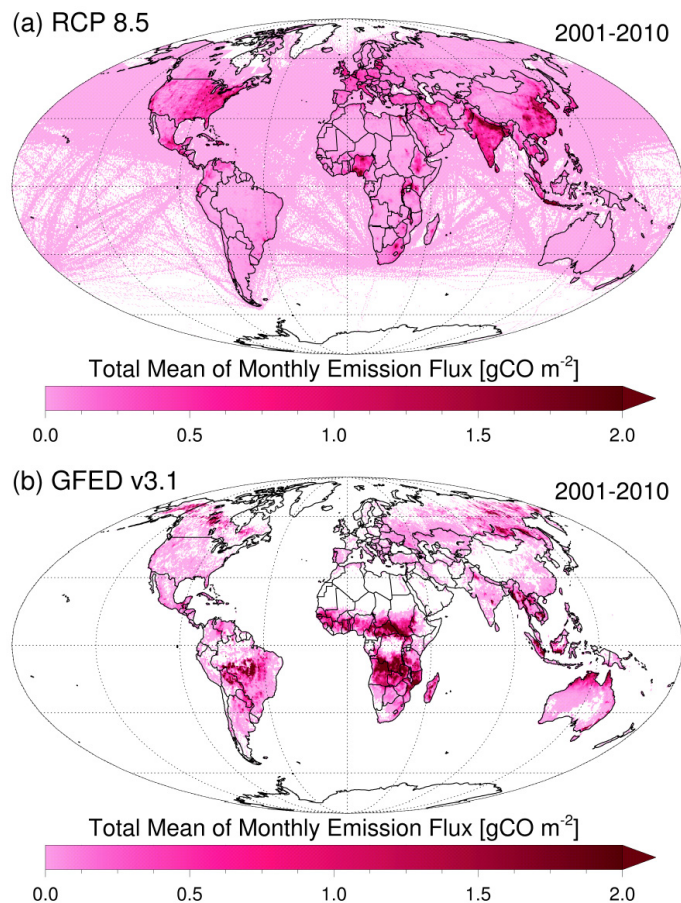 (a) RCP 8.5
2001-2010
Total Mean of Monthly Emission Flux [gCO m⁻²]
0.0 0.5 1.0 1.5 2.0
(b) GFED v3.1
2001-2010
Total Mean of Monthly Emission Flux [gCO m⁻²]
0.0 0.5 1.0 1.5 2.0